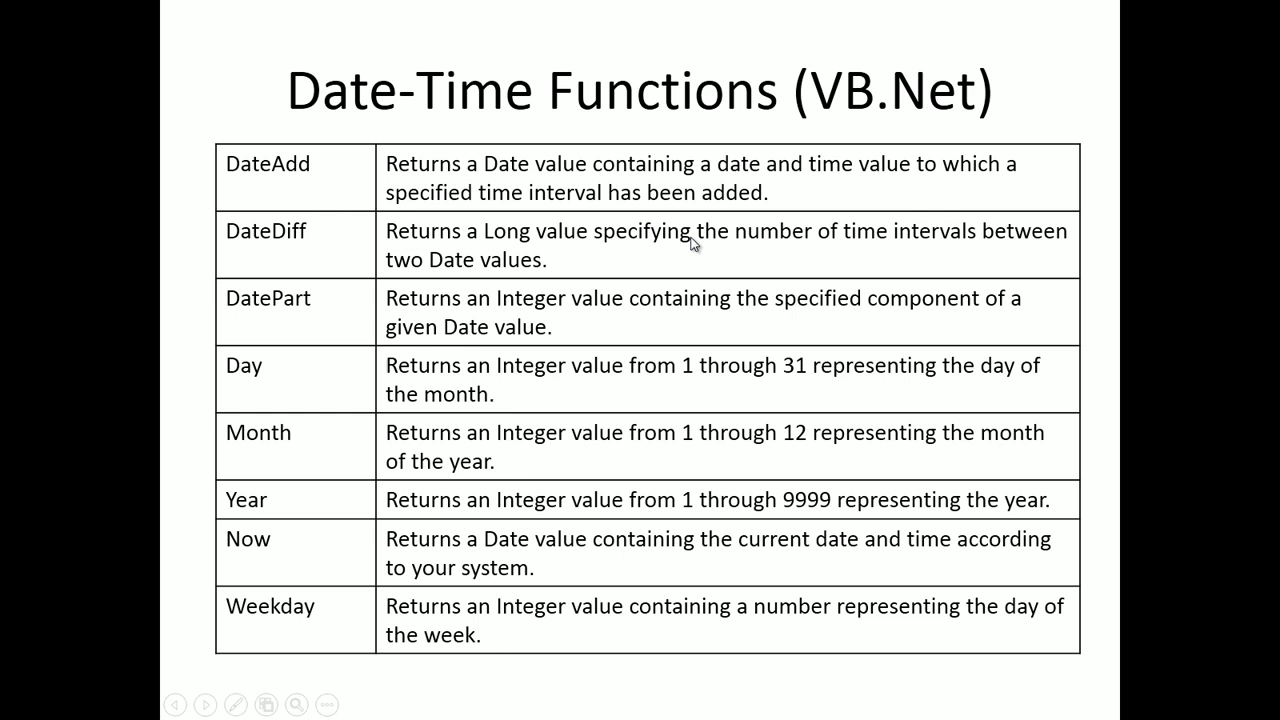 Date-Time Functions (VB.Net)
DateAdd
Returns a Date value containing a date and time value to which a
specified time interval has been added.
DateDiff
Returns a Long value specifying the number of time intervals between
two Date values.
DatePart
Returns an Integer value containing the specified component of a
given Date value.
Day
Returns an Integer value from 1 through 31 representing the day of
the month.
Month
Returns an Integer value from 1 through 12 representing the month
of the year.
Year
Returns an Integer value from 1 through 9999 representing the year.
Now
Returns a Date value containing the current date and time according
to your system.
Weekday
Returns an Integer value containing a number representing the day of
the week.